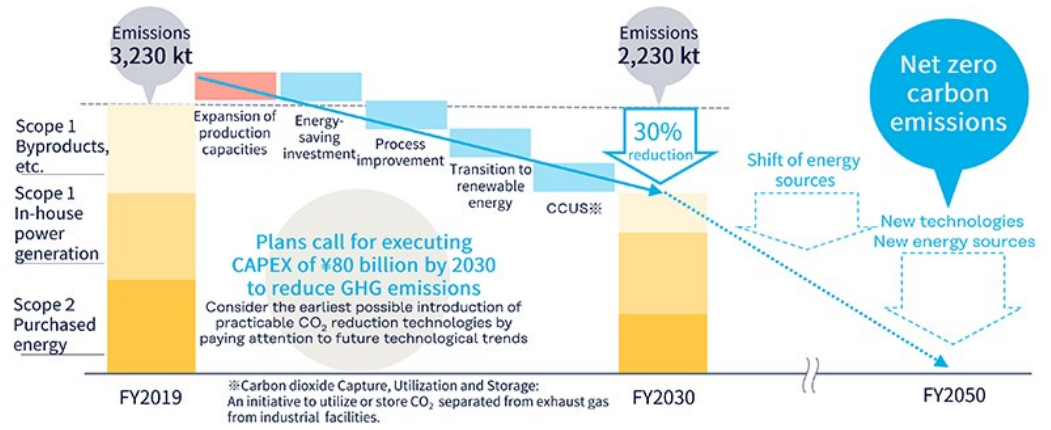 Emissions
3,230 kt
Emissions
2,230 kt
Net zero
carbon
emissions
Scope 1
Byproducts,
etc.
Scope 1
In-house
power
generation
Scope 2
Purchased
energy
Expansion of
production
capacities
Energy-
saving
investment
Process
improvement
Transition to
renewable
energy
CCUS※
30%
reduction
Shift of energy
sources
New technologies
New energy sources
Plans call for executing
CAPEX of ¥80 billion by 2030
to reduce GHG emissions
Consider the earliest possible introduction of
practicable CO₂ reduction technologies by
paying attention to future technological trends
FY2019
FY2030
FY2050
※Carbon dioxide Capture, Utilization and Storage:
An initiative to utilize or store CO₂ separated from exhaust gas
from industrial facilities.